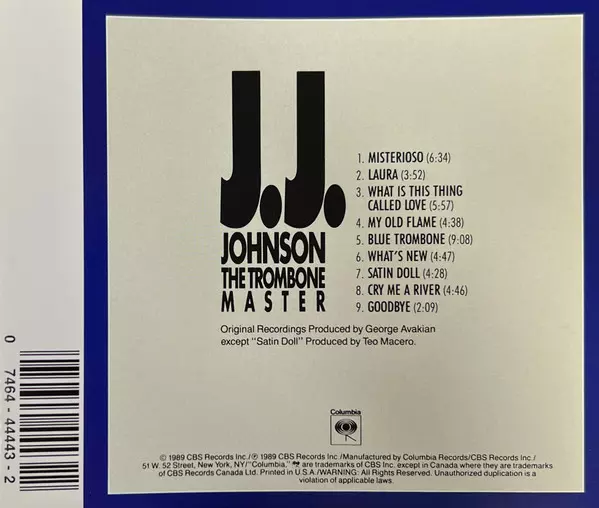 J.J.
JOHNSON
THE TROMBONE
MASTER
1. MISTERIOSO (6:34)
2. LAURA (3:52)
3. WHAT IS THIS THING
CALLED LOVE (5:57)
4. MY OLD FLAME (4:38)
5. BLUE TROMBONE (9:08)
6. WHAT'S NEW (4:47)
7. SATIN DOLL (4:28)
8. CRY ME A RIVER (4:46)
9. GOODBYE (2:09)
Original Recordings Produced by George Avakian
except "Satin Doll" Produced by Teo Macero.
Columbia
© 1989 CBS Records Inc./℗ 1989 CBS Records Inc./Manufactured by Columbia Records/CBS Records Inc./
51 W. 52 Street, New York, NY/"Columbia," are trademarks of CBS Inc. except in Canada where they are trademarks
of CBS Records Canada Ltd. Printed in U.S.A./WARNING: All Rights Reserved. Unauthorized duplication is a
violation of applicable laws.
0 7464-44443-2